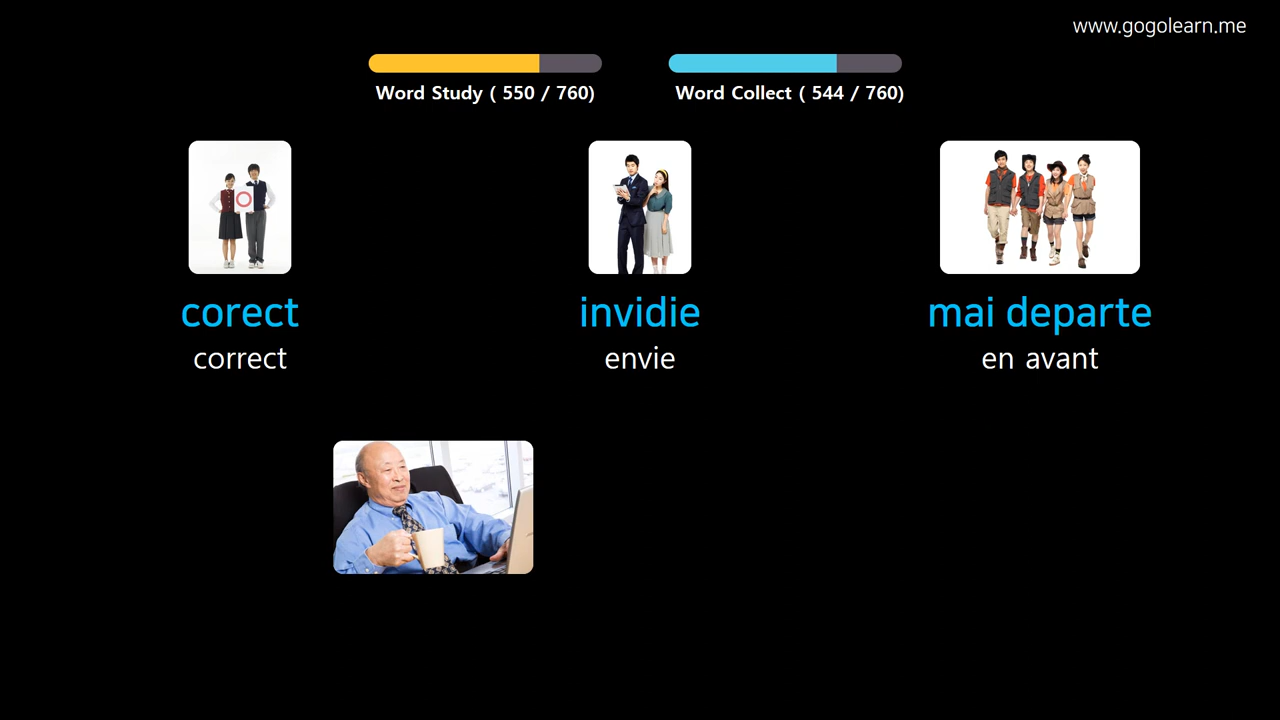 www.gogolearn.me
Word Study ( 550 / 760)
Word Collect ( 544 / 760)
corect
invidie
mai departe
correct
envie
en avant